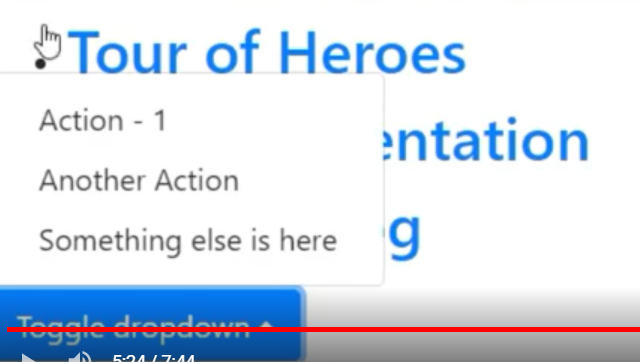 Tour of Heroes
Action - 1
entation
Another Action
g
Something else is here
Toggle dropdown
5:24 / 7:44